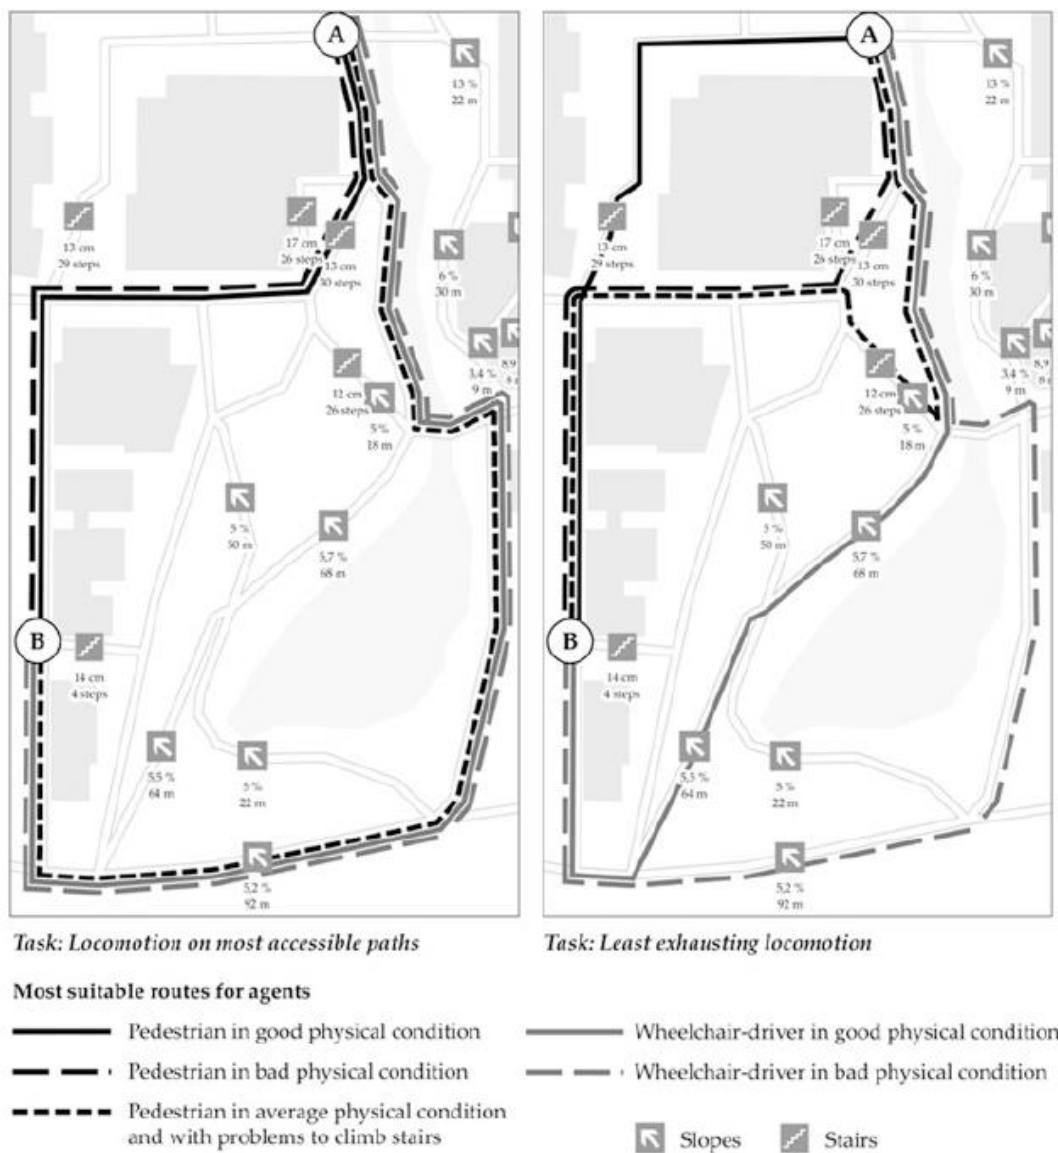 A
13 %
22 m
13 cm
29 steps
17 cm
26 steps
13 cm
30 steps
6 %
30 m
3,4 %
9 m
8,9
12 cm
26 steps
5 %
18 m
5 %
50 m
5,7 %
68 m
B
14 cm
4 steps
5,5 %
64 m
5 %
22 m
5,2 %
92 m
A
13 %
22 m
13 cm
29 steps
17 cm
26 steps
13 cm
30 steps
6 %
30 m
3,4 %
9 m
8,9
12 cm
26 steps
5 %
18 m
5 %
50 m
5,7 %
68 m
B
14 cm
4 steps
5,5 %
64 m
5 %
22 m
5,2 %
92 m
Task: Locomotion on most accessible paths
Task: Least exhausting locomotion
Most suitable routes for agents
Pedestrian in good physical condition
Pedestrian in bad physical condition
Pedestrian in average physical condition
and with problems to climb stairs
Wheelchair-driver in good physical condition
Wheelchair-driver in bad physical condition
Slopes
Stairs